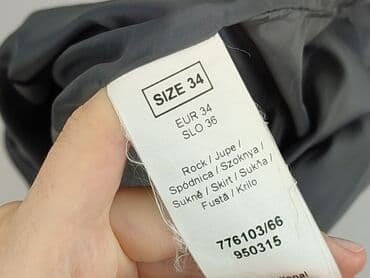 SIZE 34
EUR 34
SLO 36
Rock / Jupe /
Spódnica / Szoknya /
Sukně / Skirt / Sukňa /
Fustă / Krilo
776103/66
950315